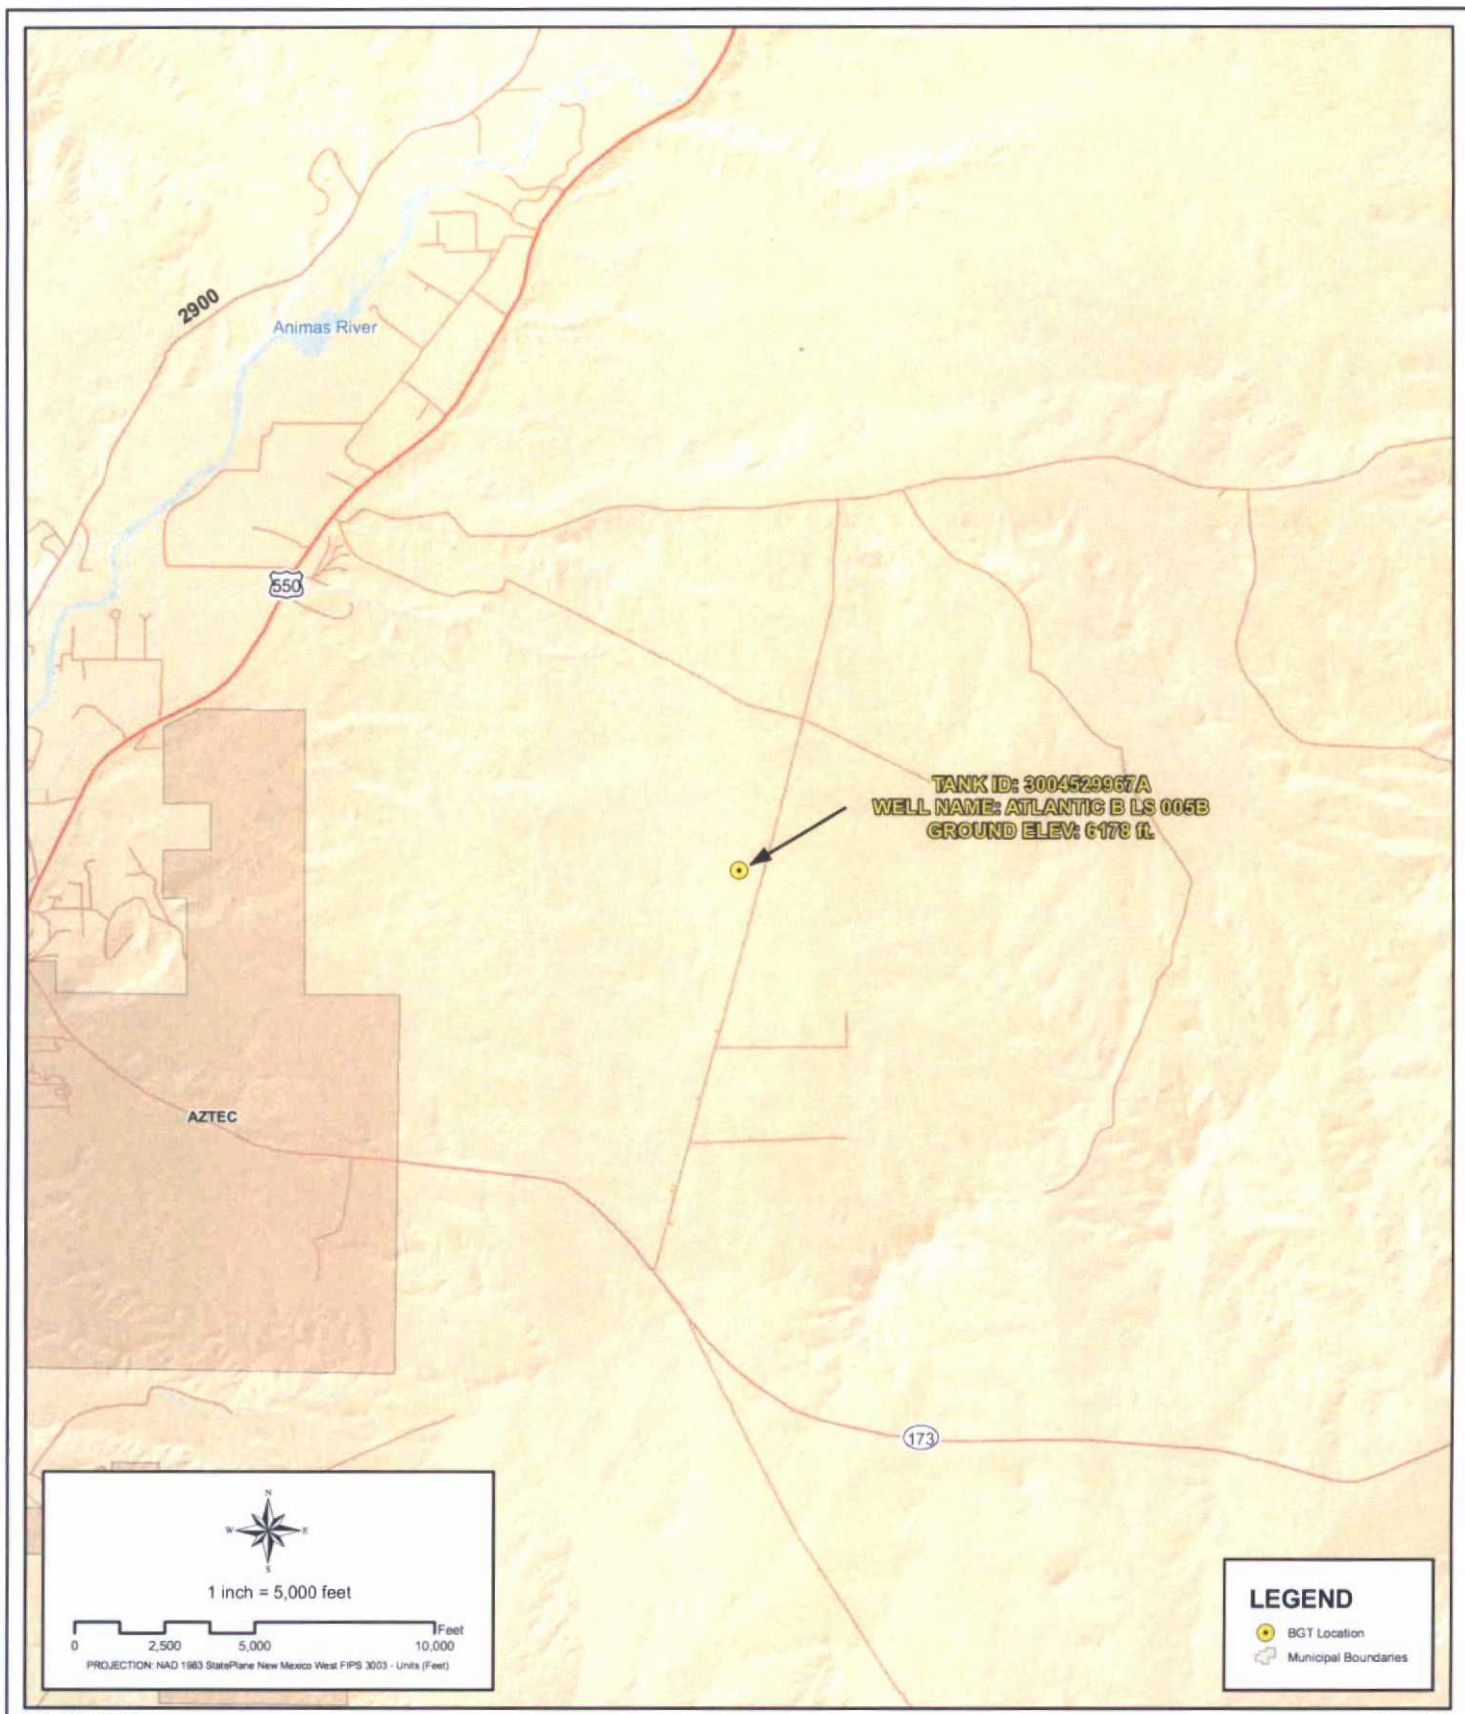 2900
Animas River
550
TANK ID: 3004529967A
WELL NAME: ATLANTIC B LS 005B
GROUND ELEV: 6178 ft.
AZTEC
173
N
W E
S
1 inch = 5,000 feet
Feet
0 2,500 5,000 10,000
PROJECTION: NAD 1983 StatePlane New Mexico West FIPS 3003 - Units (Feet)
LEGEND
BGT Location
Municipal Boundaries